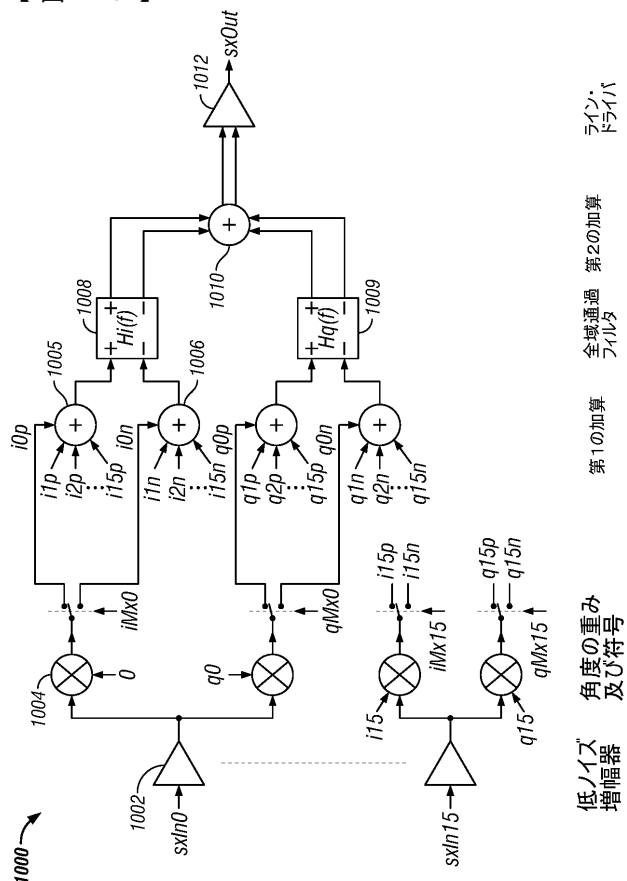 1000
sxIn0
1002
1004
0
iMx0
i0p
1005
i1p
i2p
i15p
i0n
1006
i1n
i2n
i15n
1008
+ +
Hi(f)
− −
q0
qMx0
q0p
q1p
q2p
q15p
q0n
q1n
q2n
q15n
+ +
Hq(f)
− −
1009
+
1010
1012
sxOut
sxIn15
i15
iMx15
i15p
i15n
q15
qMx15
q15p
q15n
低ノイズ
増幅器
角度の重み
及び符号
第1の加算
全域通過
フィルタ
第2の加算
ライン・
ドライバ